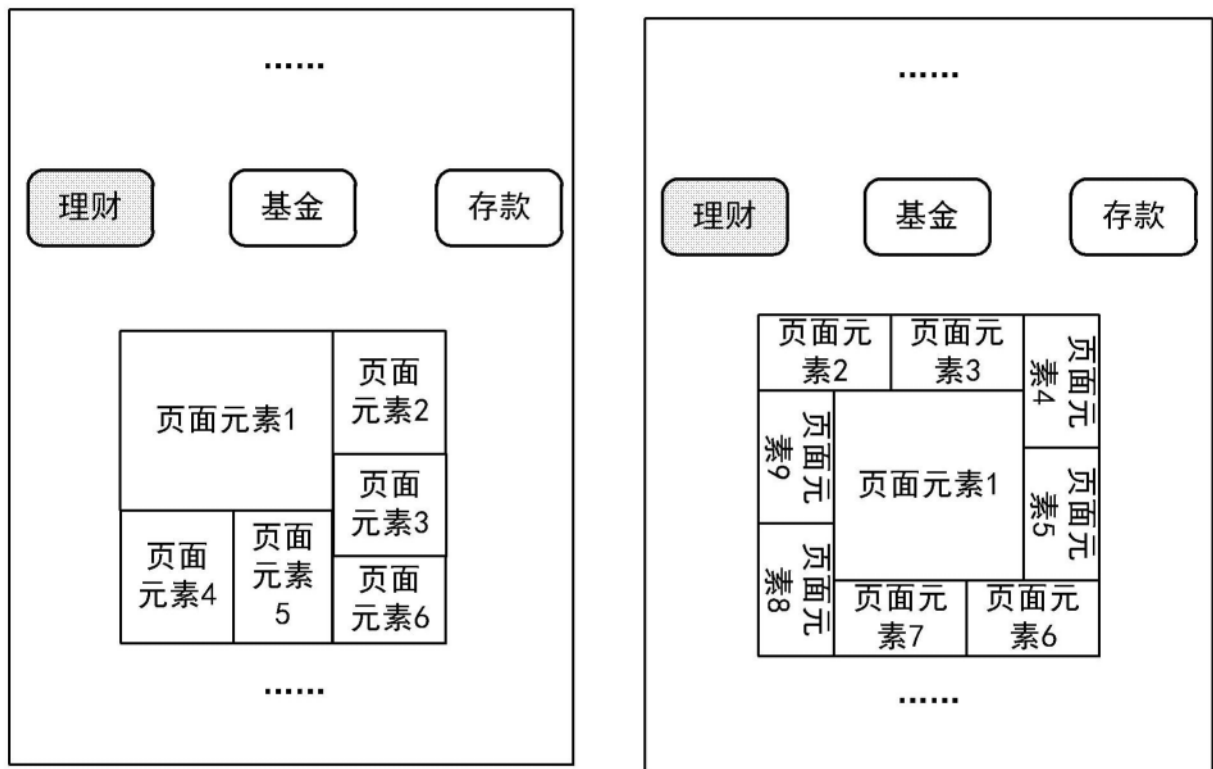 ......
理财
基金
存款
页面元素1
页面
元素2
页面
元素3
页面
元素4
页面
元素
5
页面
元素6
......
......
理财
基金
存款
页面元
素2
页面元
素3
页面元
素4
页面元
素9
页面元素1
页面元
素5
页面元
素8
页面元
素7
页面元
素6
......